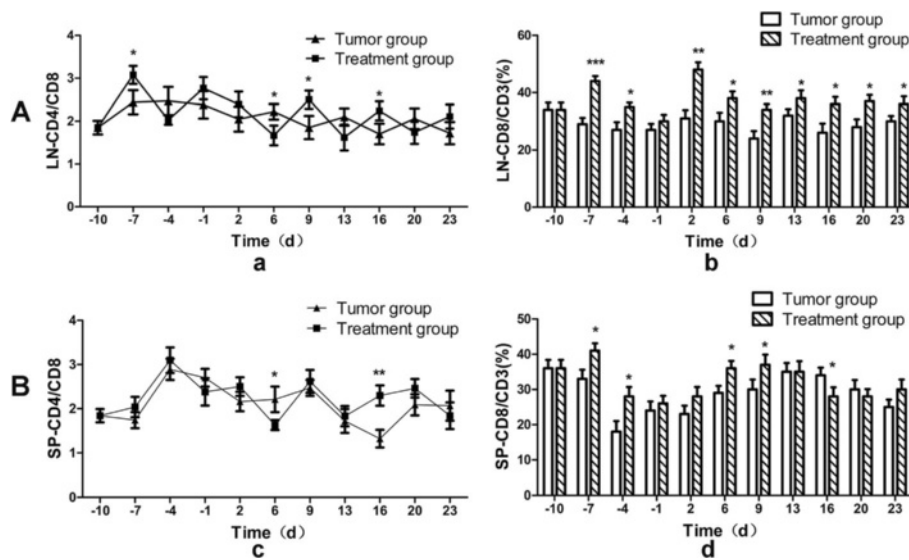 A
LN-CD4/CD8
4
3
2
1
0
Tumor group
Treatment group
*
*
*
*
-10 -7 -4 -1 2 6 9 13 16 20 23
Time（d）
a
LN-CD8/CD3(%)
60
40
20
0
Tumor group
Treatment group
***
*
**
*
**
*
*
*
*
-10 -7 -4 -1 2 6 9 13 16 20 23
Time（d）
b
B
SP-CD4/CD8
4
3
2
1
0
Tumor group
Treatment group
*
**
-10 -7 -4 -1 2 6 9 13 16 20 23
Time（d）
c
SP-CD8/CD3(%)
50
40
30
20
10
0
Tumor group
Treatment group
*
*
*
*
*
-10 -7 -4 -1 2 6 9 13 16 20 23
Time（d）
d